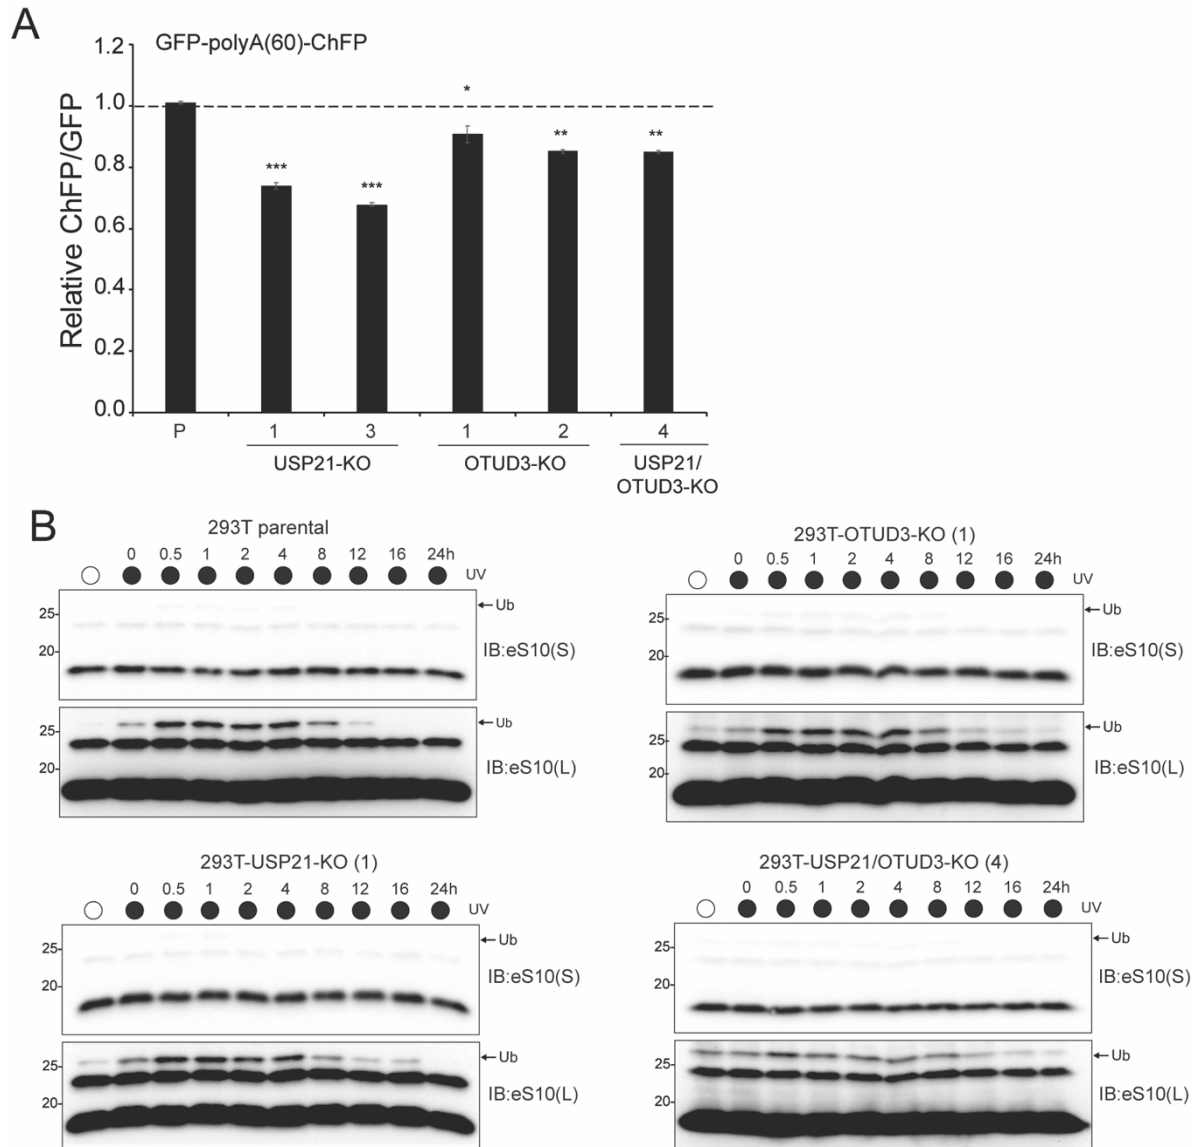 A
GFP-polyA(60)-ChFP
Relative ChFP/GFP
1.2
1.0
0.8
0.6
0.4
0.2
0.0
*** *** * ** **
P 1 3 1 2 4
USP21-KO OTUD3-KO USP21/
OTUD3-KO
B
293T parental
0 0.5 1 2 4 8 12 16 24h
UV
25
20
Ub
IB:eS10(S)
25
20
Ub
IB:eS10(L)
293T-OTUD3-KO (1)
0 0.5 1 2 4 8 12 16 24h
UV
25
20
Ub
IB:eS10(S)
25
20
Ub
IB:eS10(L)
293T-USP21-KO (1)
0 0.5 1 2 4 8 12 16 24h
UV
25
20
Ub
IB:eS10(S)
25
20
Ub
IB:eS10(L)
293T-USP21/OTUD3-KO (4)
0 0.5 1 2 4 8 12 16 24h
UV
25
20
Ub
IB:eS10(S)
25
20
Ub
IB:eS10(L)